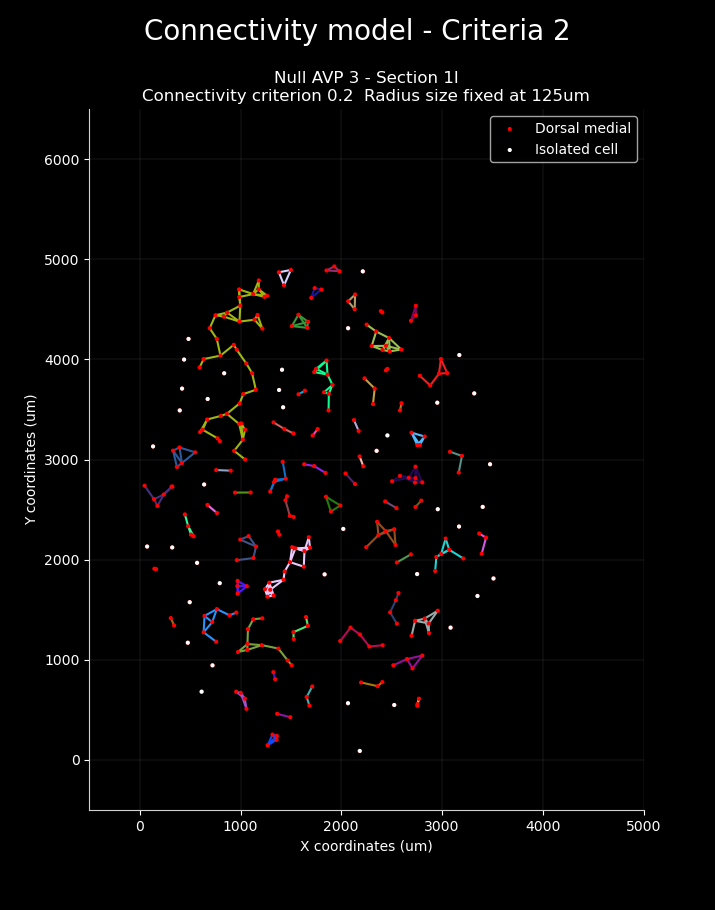 Connectivity model - Criteria 2
Null AVP 3 - Section 1I
Connectivity criterion 0.2  Radius size fixed at 125um
Dorsal medial
Isolated cell
6000
5000
4000
3000
2000
1000
0
Y coordinates (um)
0 1000 2000 3000 4000 5000
X coordinates (um)